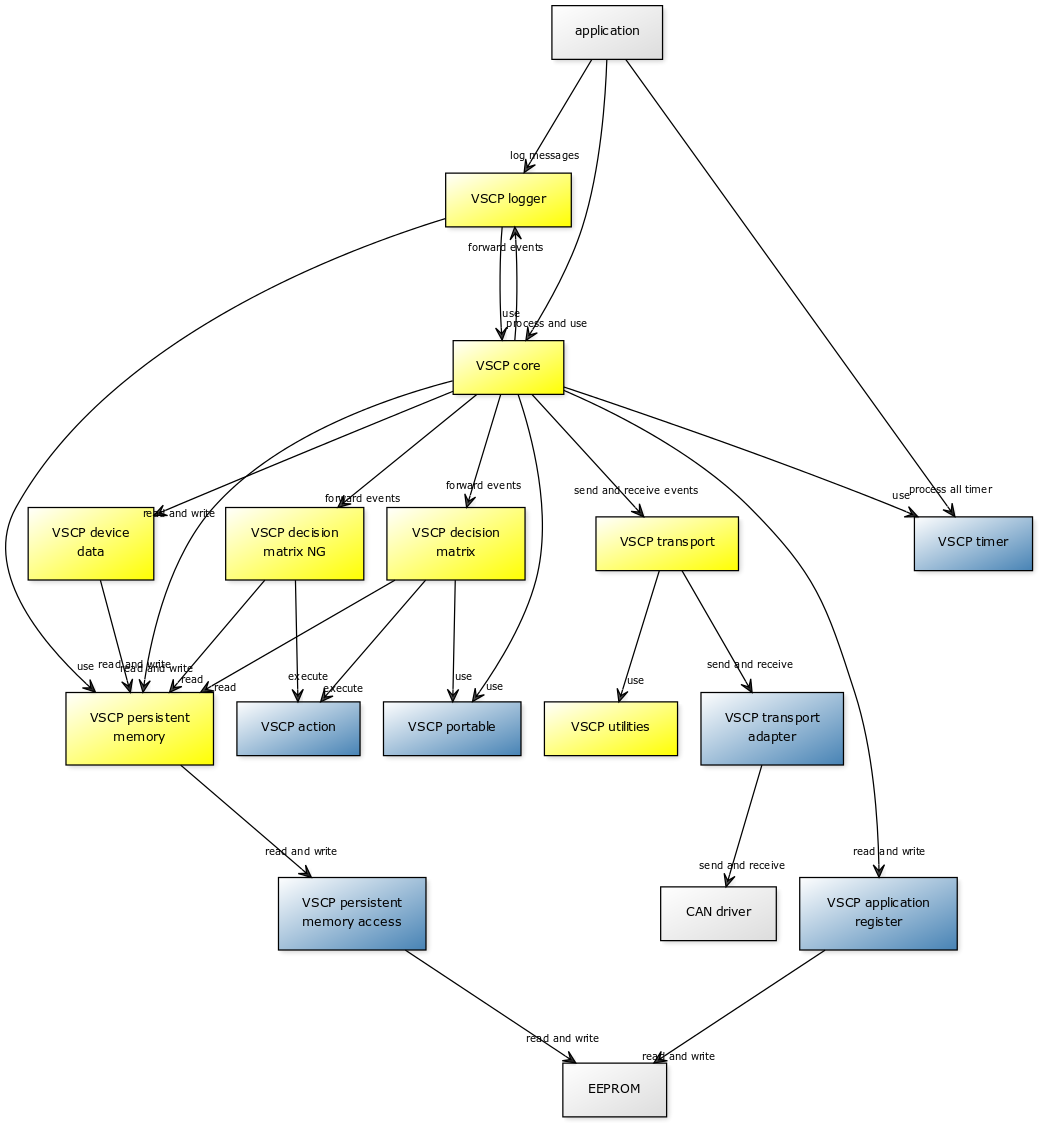 application
log messages
VSCP logger
forward events
use
process and use
VSCP core
read and write
forward events
forward events
send and receive events
use
process all timer
VSCP device
data
VSCP decision
matrix NG
VSCP decision
matrix
VSCP transport
VSCP timer
use
read and write
read and write
read
read
execute
execute
use
use
use
send and receive
VSCP persistent
memory
VSCP action
VSCP portable
VSCP utilities
VSCP transport
adapter
read and write
send and receive
read and write
VSCP persistent
memory access
CAN driver
VSCP application
register
read and write
read and write
EEPROM